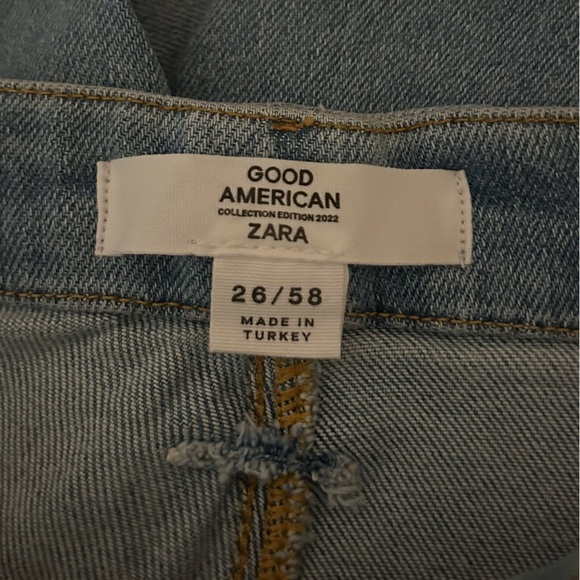 GOOD
AMERICAN
COLLECTION EDITION 2022
ZARA
26/58
MADE IN
TURKEY